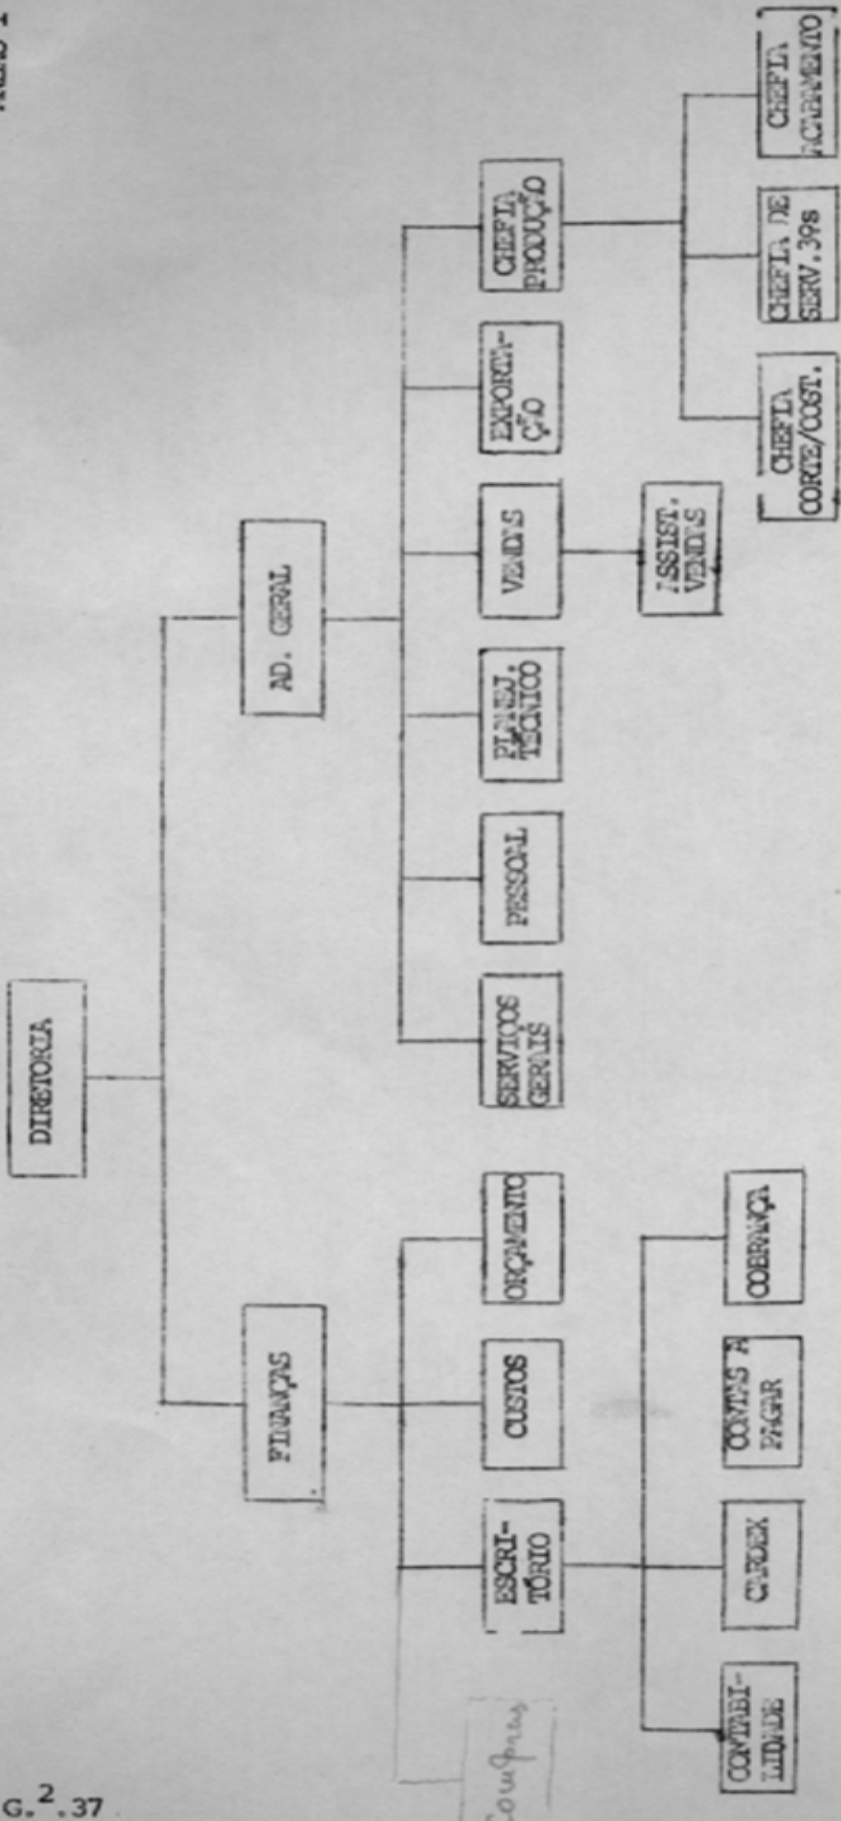 DIRETORIA
FINANÇAS
AD. GERAL
Compras
ESCRI-
TÓRIO
CUSTOS
ORÇAMENTO
SERVIÇOS
GERAIS
PESSOAL
PLANEJ.
TÉCNICO
VENDAS
EXPORTA-
ÇÃO
CHEFIA
PRODUÇÃO
ASSIST.
VENDAS
CONTABI-
LIDADE
CARDEX
CONTAS A
PAGAR
COBRANÇA
CHEFIA
CORTE/COST.
CHEFIA DE
SERV. 39s
CHEFIA
ACABAMENTO
G.2.37